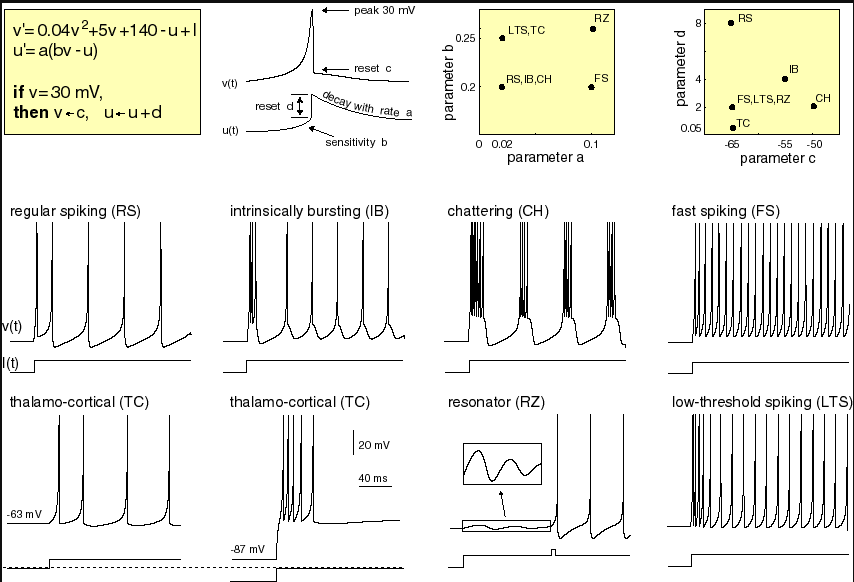 v'= 0.04v²+5v +140 - u + I
u'= a(bv - u)
if v = 30 mV,
then v ← c, u ← u + d
peak 30 mV
reset c
v(t)
reset d
decay with rate a
u(t)
sensitivity b
parameter b
0.25
0.2
LTS,TC
RZ
RS,IB,CH
FS
0 0.02 0.1
parameter a
parameter d
8
4
2
0.05
RS
IB
FS,LTS,RZ
CH
TC
-65 -55 -50
parameter c
regular spiking (RS)
intrinsically bursting (IB)
chattering (CH)
fast spiking (FS)
v(t)
I(t)
thalamo-cortical (TC)
thalamo-cortical (TC)
resonator (RZ)
low-threshold spiking (LTS)
20 mV
40 ms
-63 mV
-87 mV